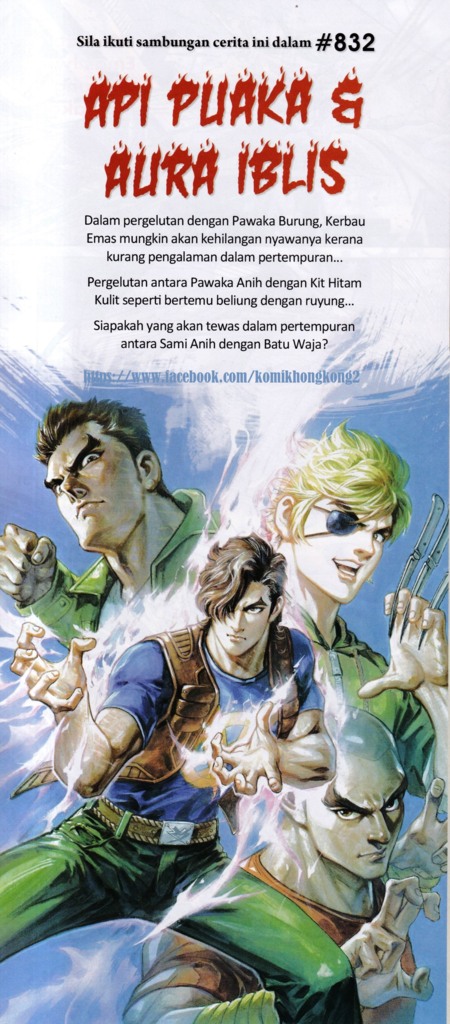 Sila ikuti sambungan cerita ini dalam #832
API PUAKA &
AURA IBLIS
Dalam pergelutan dengan Pawaka Burung, Kerbau
Emas mungkin akan kehilangan nyawanya kerana
kurang pengalaman dalam pertempuran...
Pergelutan antara Pawaka Anih dengan Kit Hitam
Kulit seperti bertemu beliung dengan ruyung...
Siapakah yang akan tewas dalam pertempuran
antara Sami Anih dengan Batu Waja?
https://www.facebook.com/komikhongkong2